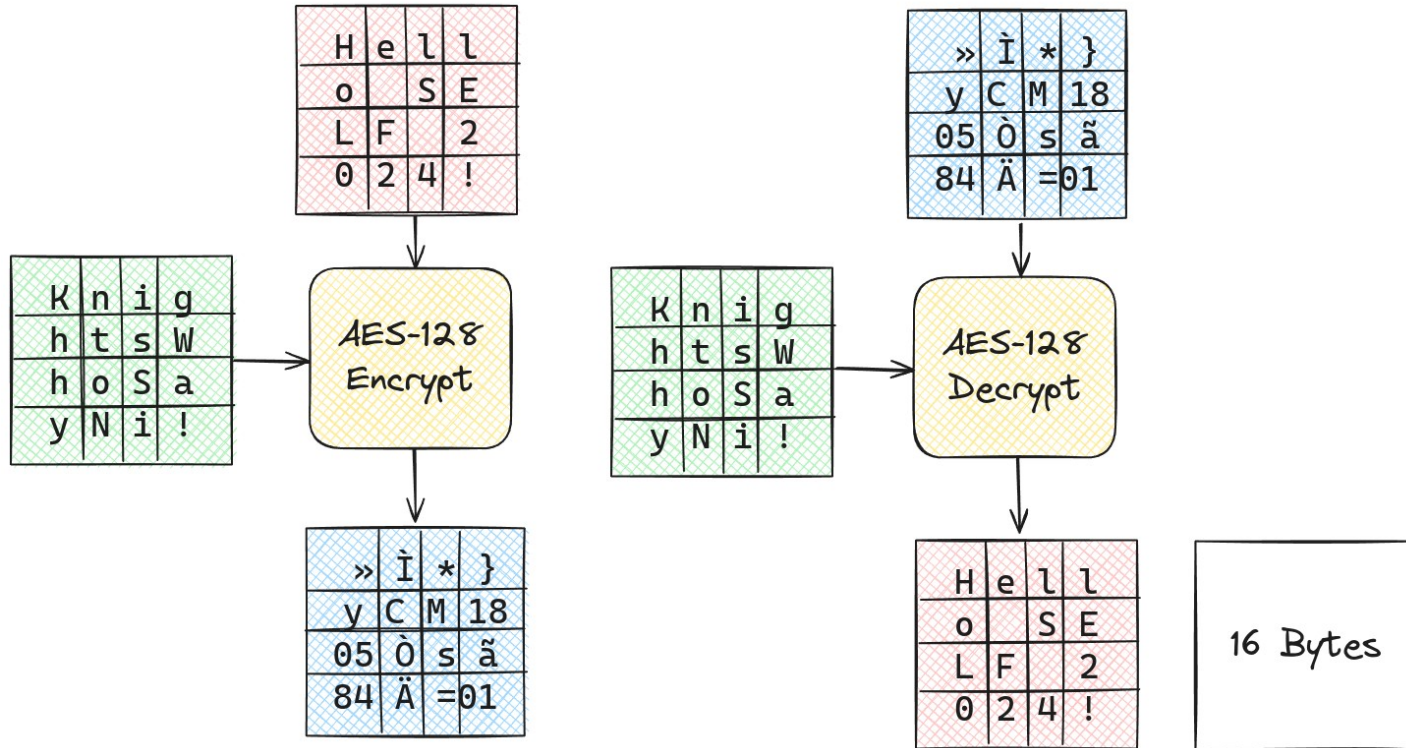 H e l l
o S E
L F 2
0 2 4 !
K n i g
h t s W
h o S a
y N i !
AES-128
Encrypt
» Ì * }
y C M 18
05 Ò s ã
84 Ä = 01
» Ì * }
y C M 18
05 Ò s ã
84 Ä = 01
K n i g
h t s W
h o S a
y N i !
AES-128
Decrypt
H e l l
o S E
L F 2
0 2 4 !
16 Bytes